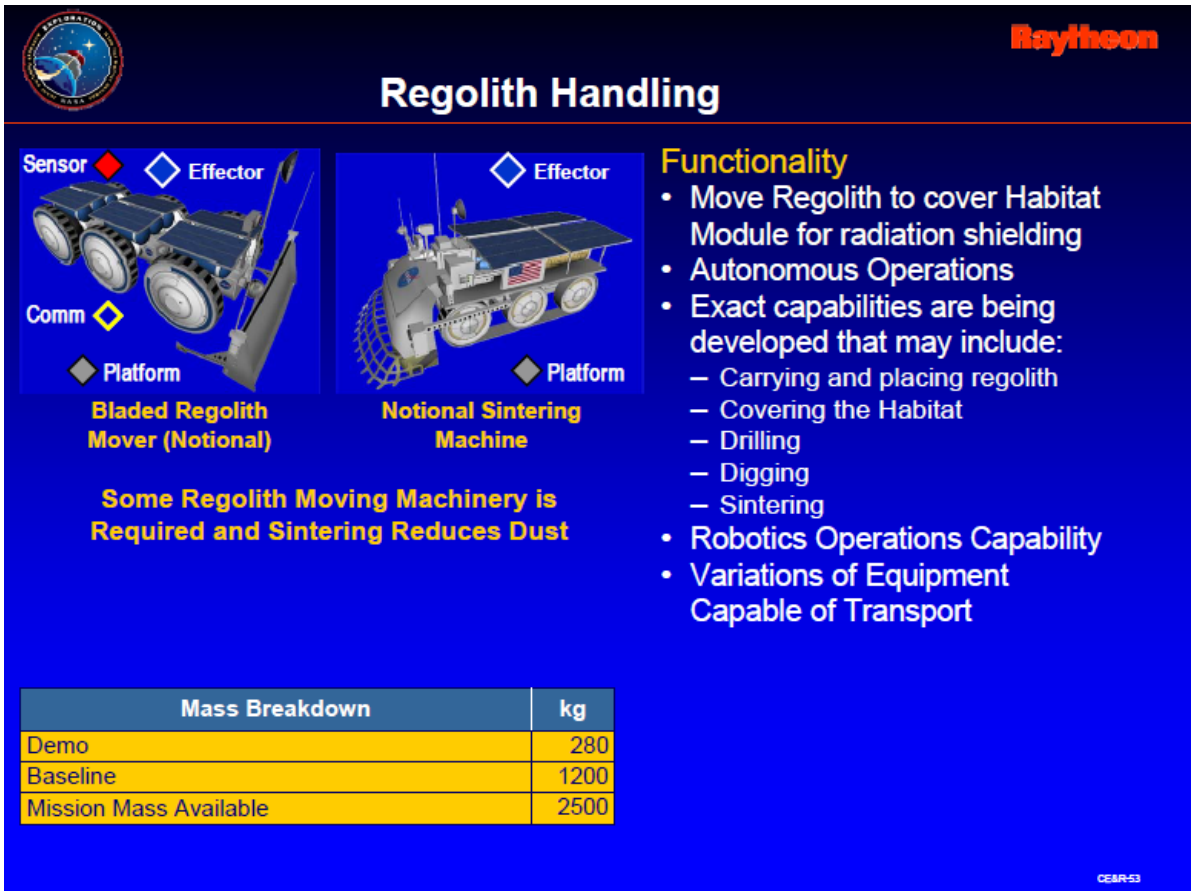 EXPLORATION
NASA
Raytheon
Regolith Handling
Sensor
Effector
Comm
Platform
Bladed Regolith
Mover (Notional)
Effector
Platform
Notional Sintering
Machine
Some Regolith Moving Machinery is
Required and Sintering Reduces Dust
Functionality
• Move Regolith to cover Habitat
Module for radiation shielding
• Autonomous Operations
• Exact capabilities are being
developed that may include:
– Carrying and placing regolith
– Covering the Habitat
– Drilling
– Digging
– Sintering
• Robotics Operations Capability
• Variations of Equipment
Capable of Transport
Mass Breakdown kg
Demo 280
Baseline 1200
Mission Mass Available 2500
CE&R-53